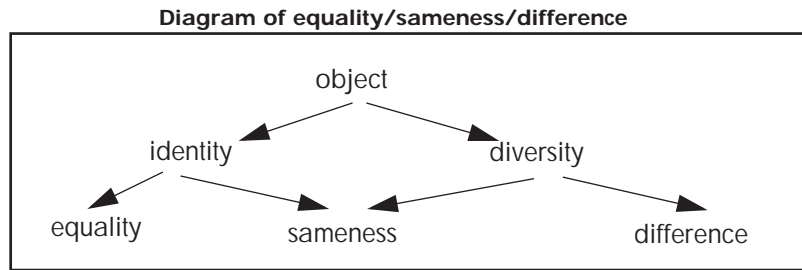 Diagram of equality/sameness/difference
object
identity diversity
equality sameness difference